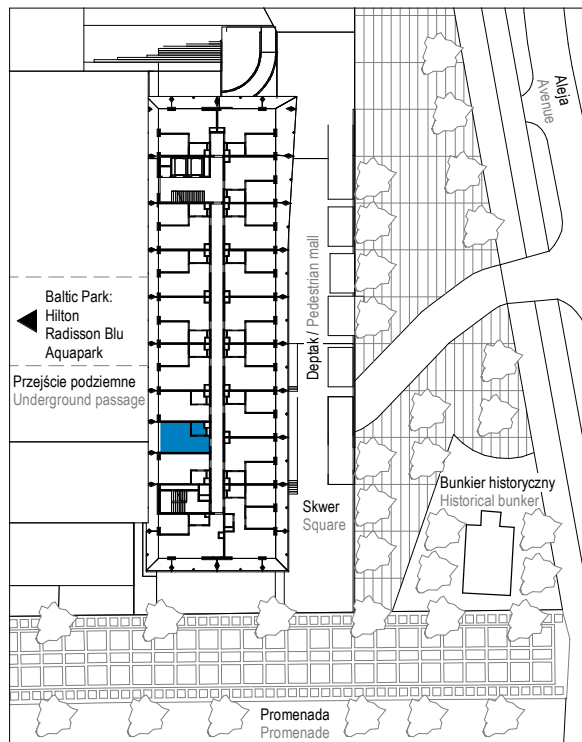 Aleja
Avenue
Baltic Park:
Hilton
Radisson Blu
Aquapark
Przejście podziemne
Underground passage
Deptak / Pedestrian mall
Skwer
Square
Bunkier historyczny
Historical bunker
Promenada
Promenade